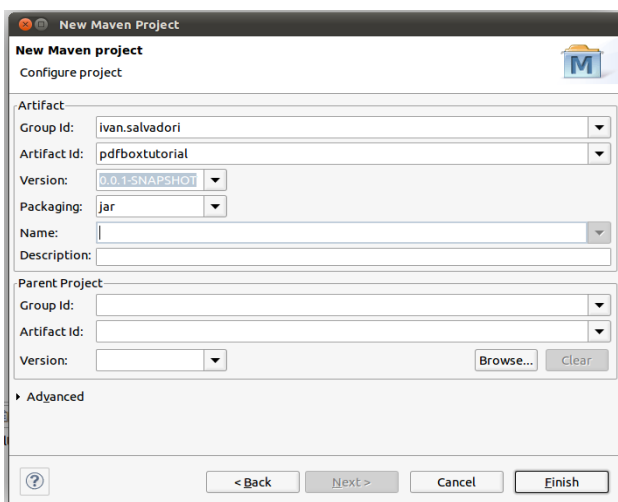 New Maven Project
New Maven project
Configure project
M
Artifact
Group Id: ivan.salvadori
Artifact Id: pdfboxtutorial
Version: 0.0.1-SNAPSHOT
Packaging: jar
Name:
Description:
Parent Project
Group Id:
Artifact Id:
Version: Browse... Clear
Advanced
? < Back Next > Cancel Finish